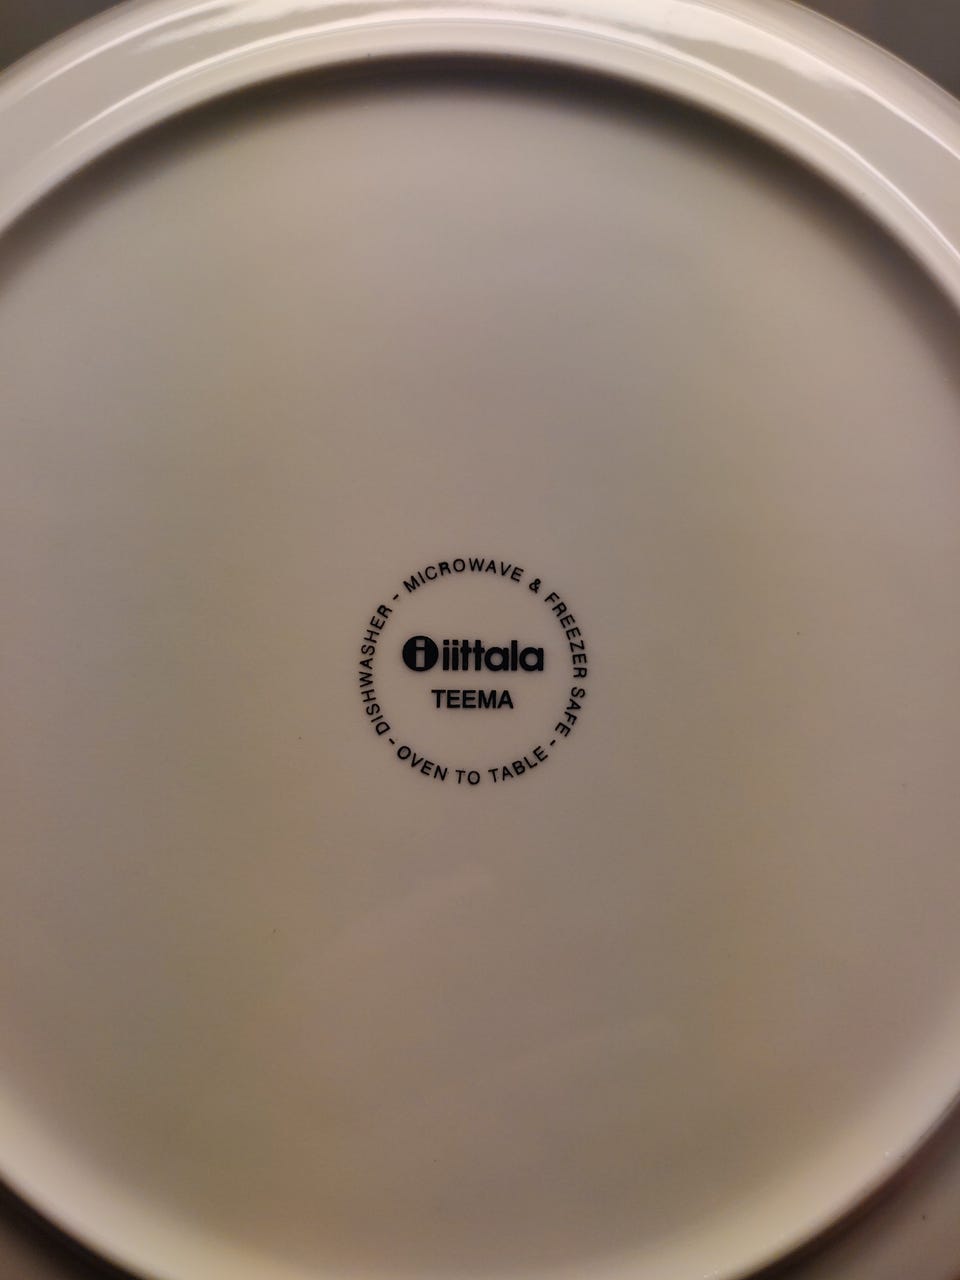 DISHWASHER - MICROWAVE & FREEZER SAFE - OVEN TO TABLE -
i iittala
TEEMA